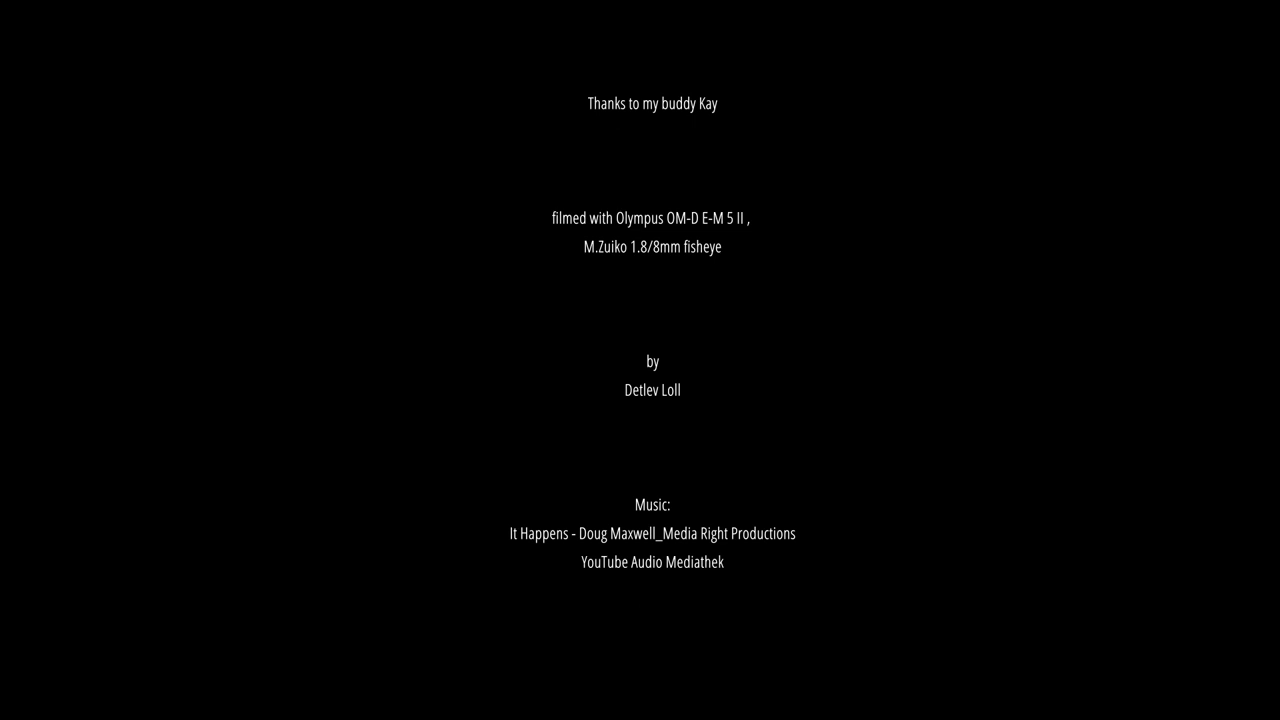 Thanks to my buddy Kay
filmed with Olympus OM-D E-M 5 II ,
M.Zuiko 1.8/8mm fisheye
by
Detlev Loll
Music:
It Happens - Doug Maxwell_Media Right Productions
YouTube Audio Mediathek